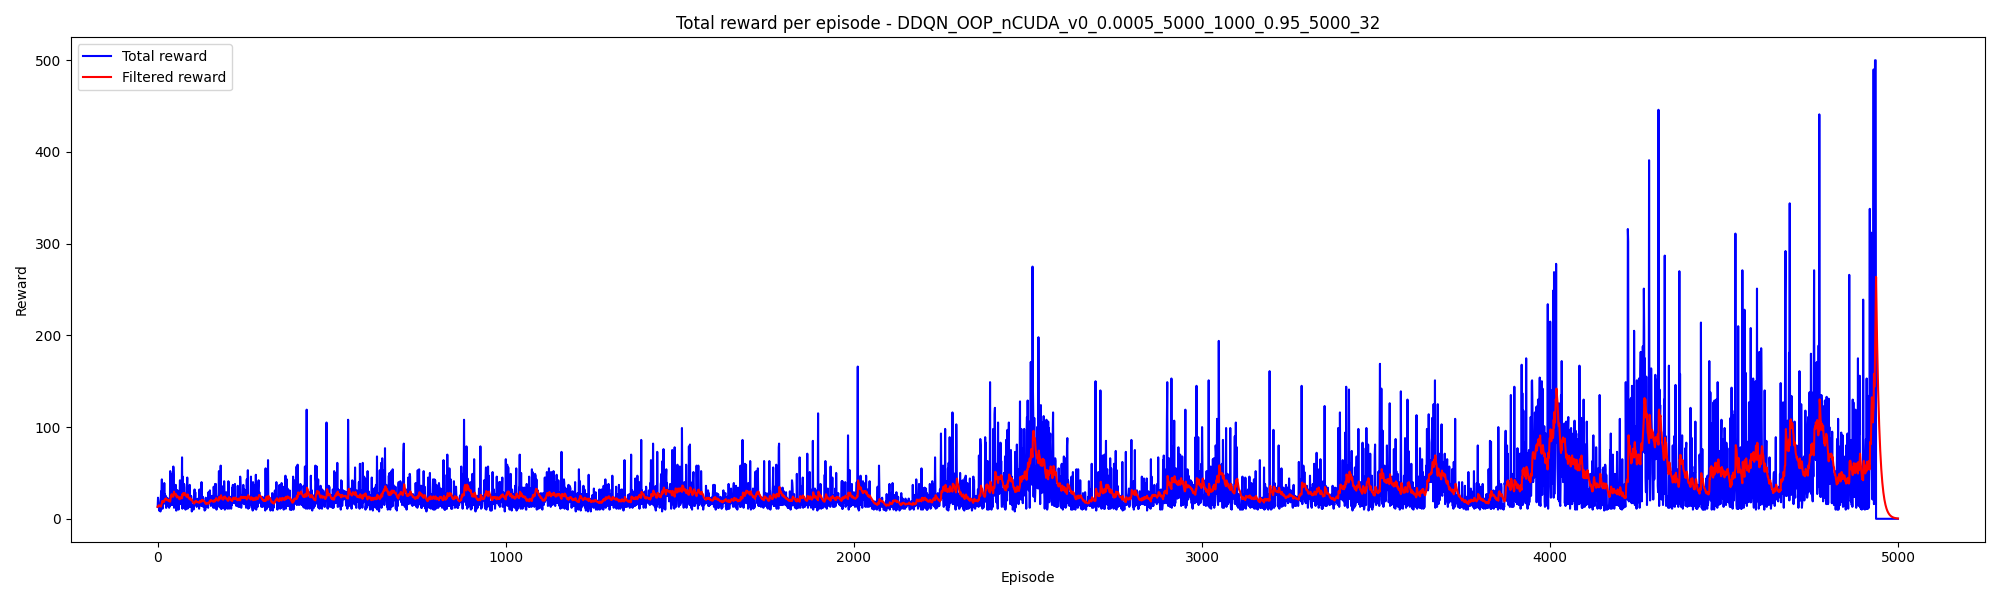 Total reward per episode - DDQN_OOP_nCUDA_v0_0.0005_5000_1000_0.95_5000_32
Total reward
Filtered reward
500
400
300
200
100
0
Reward
0 1000 2000 3000 4000 5000
Episode